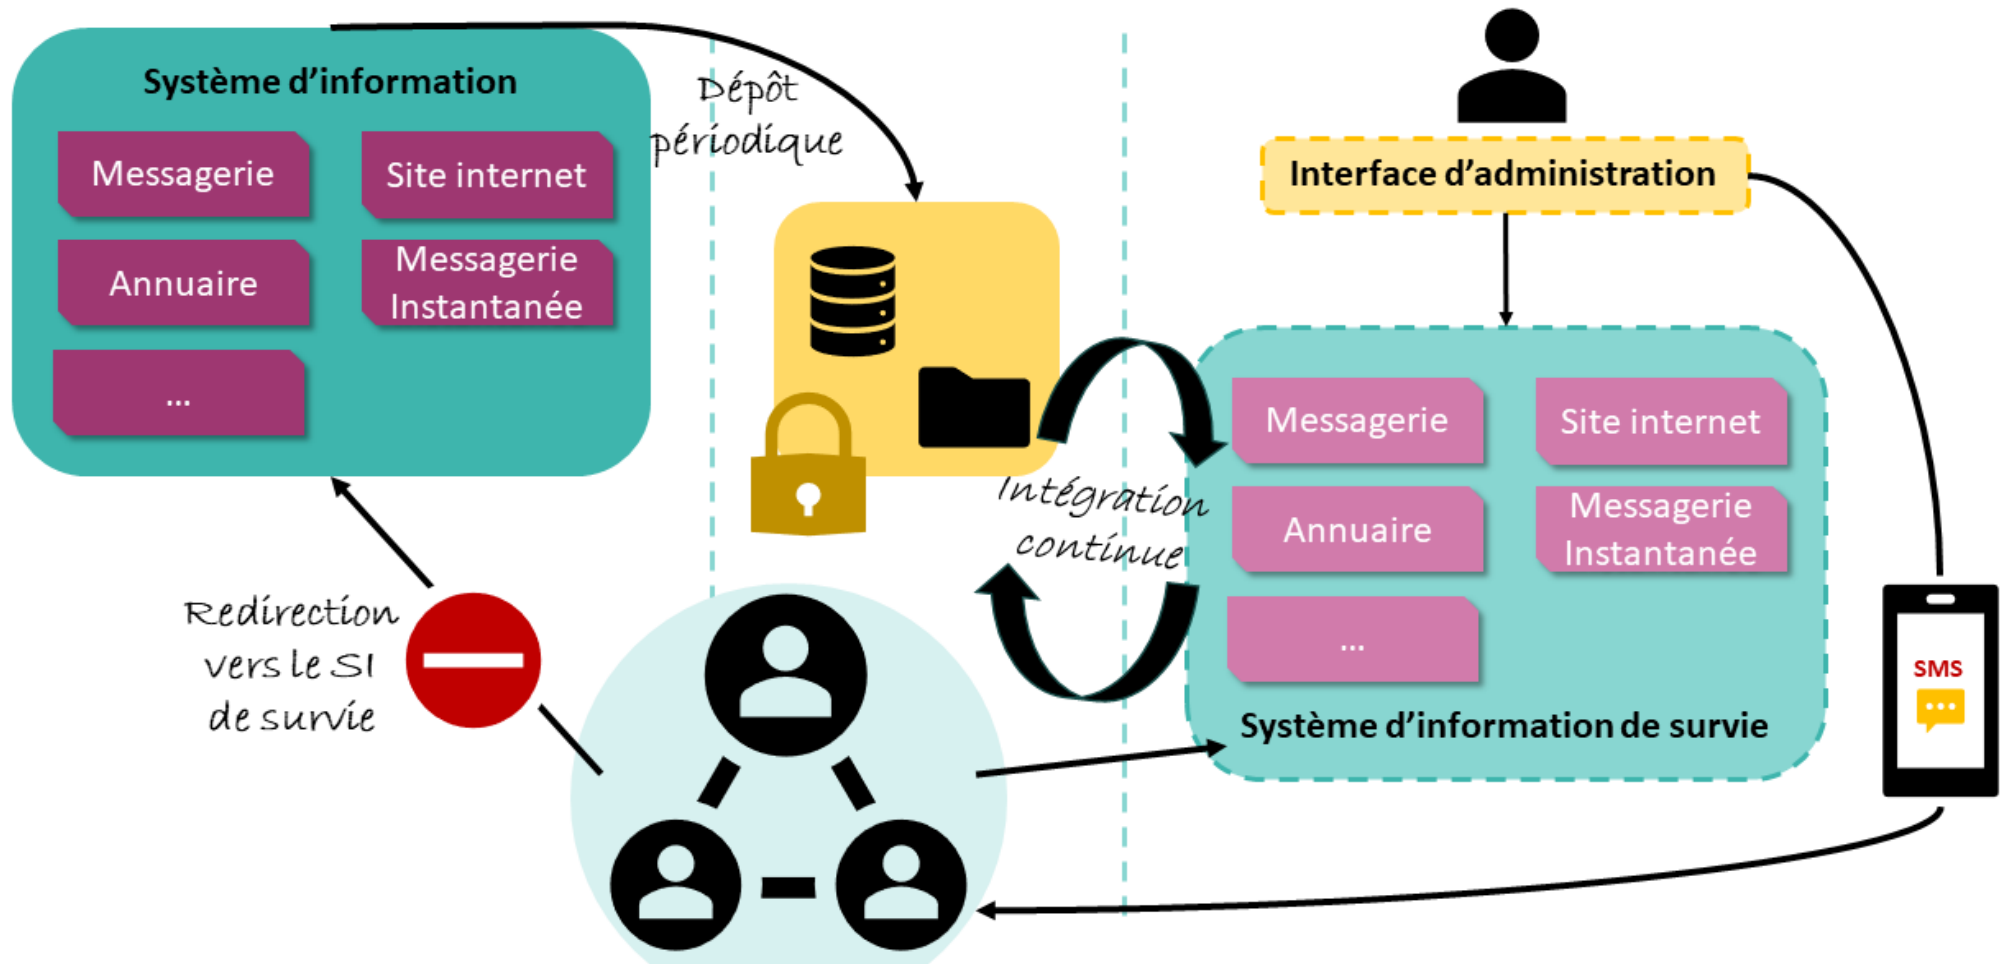 Système d’information
Messagerie
Site internet
Annuaire
Messagerie
Instantanée
...
Dépôt
périodique
Interface d’administration
Intégration
continue
Messagerie
Site internet
Annuaire
Messagerie
Instantanée
...
Système d’information de survie
Redirection
vers le SI
de survie
SMS